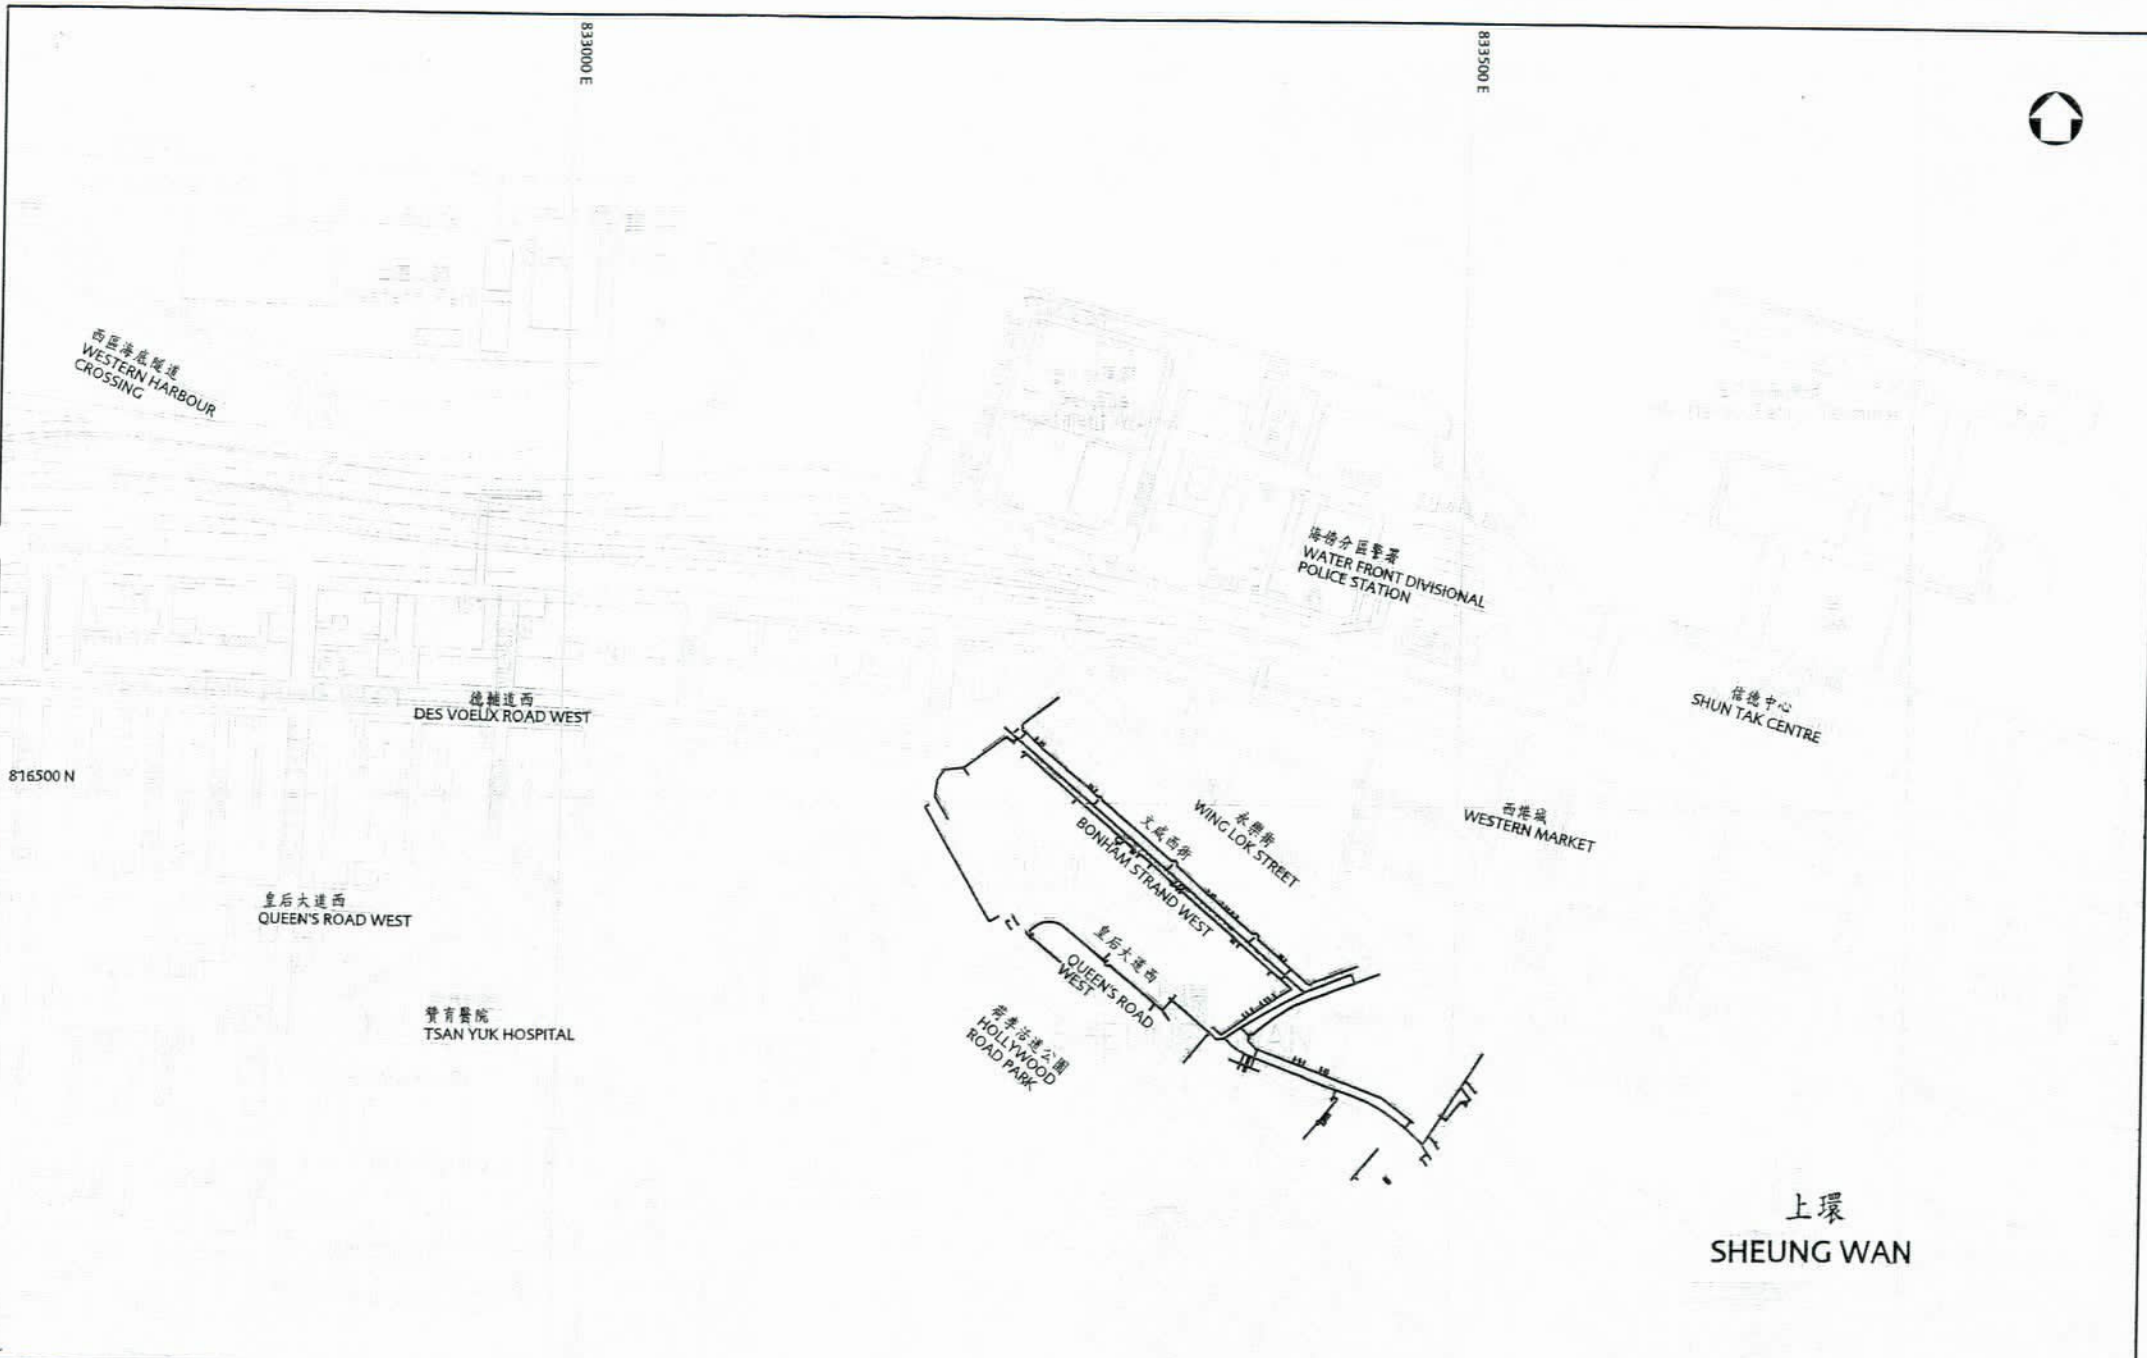 833000 E
833500 E
西區海底隧道
WESTERN HARBOUR
CROSSING
海傍分區警署
WATER FRONT DIVISIONAL
POLICE STATION
德輔道西
DES VOEUX ROAD WEST
信德中心
SHUN TAK CENTRE
816500 N
西港城
WESTERN MARKET
永樂街
WING LOK STREET
文咸西街
BONHAM STRAND WEST
皇后大道西
QUEEN'S ROAD WEST
皇后大道西
QUEEN'S ROAD
WEST
荷李活道公園
HOLLYWOOD
ROAD PARK
贊育醫院
TSAN YUK HOSPITAL
上環
SHEUNG WAN